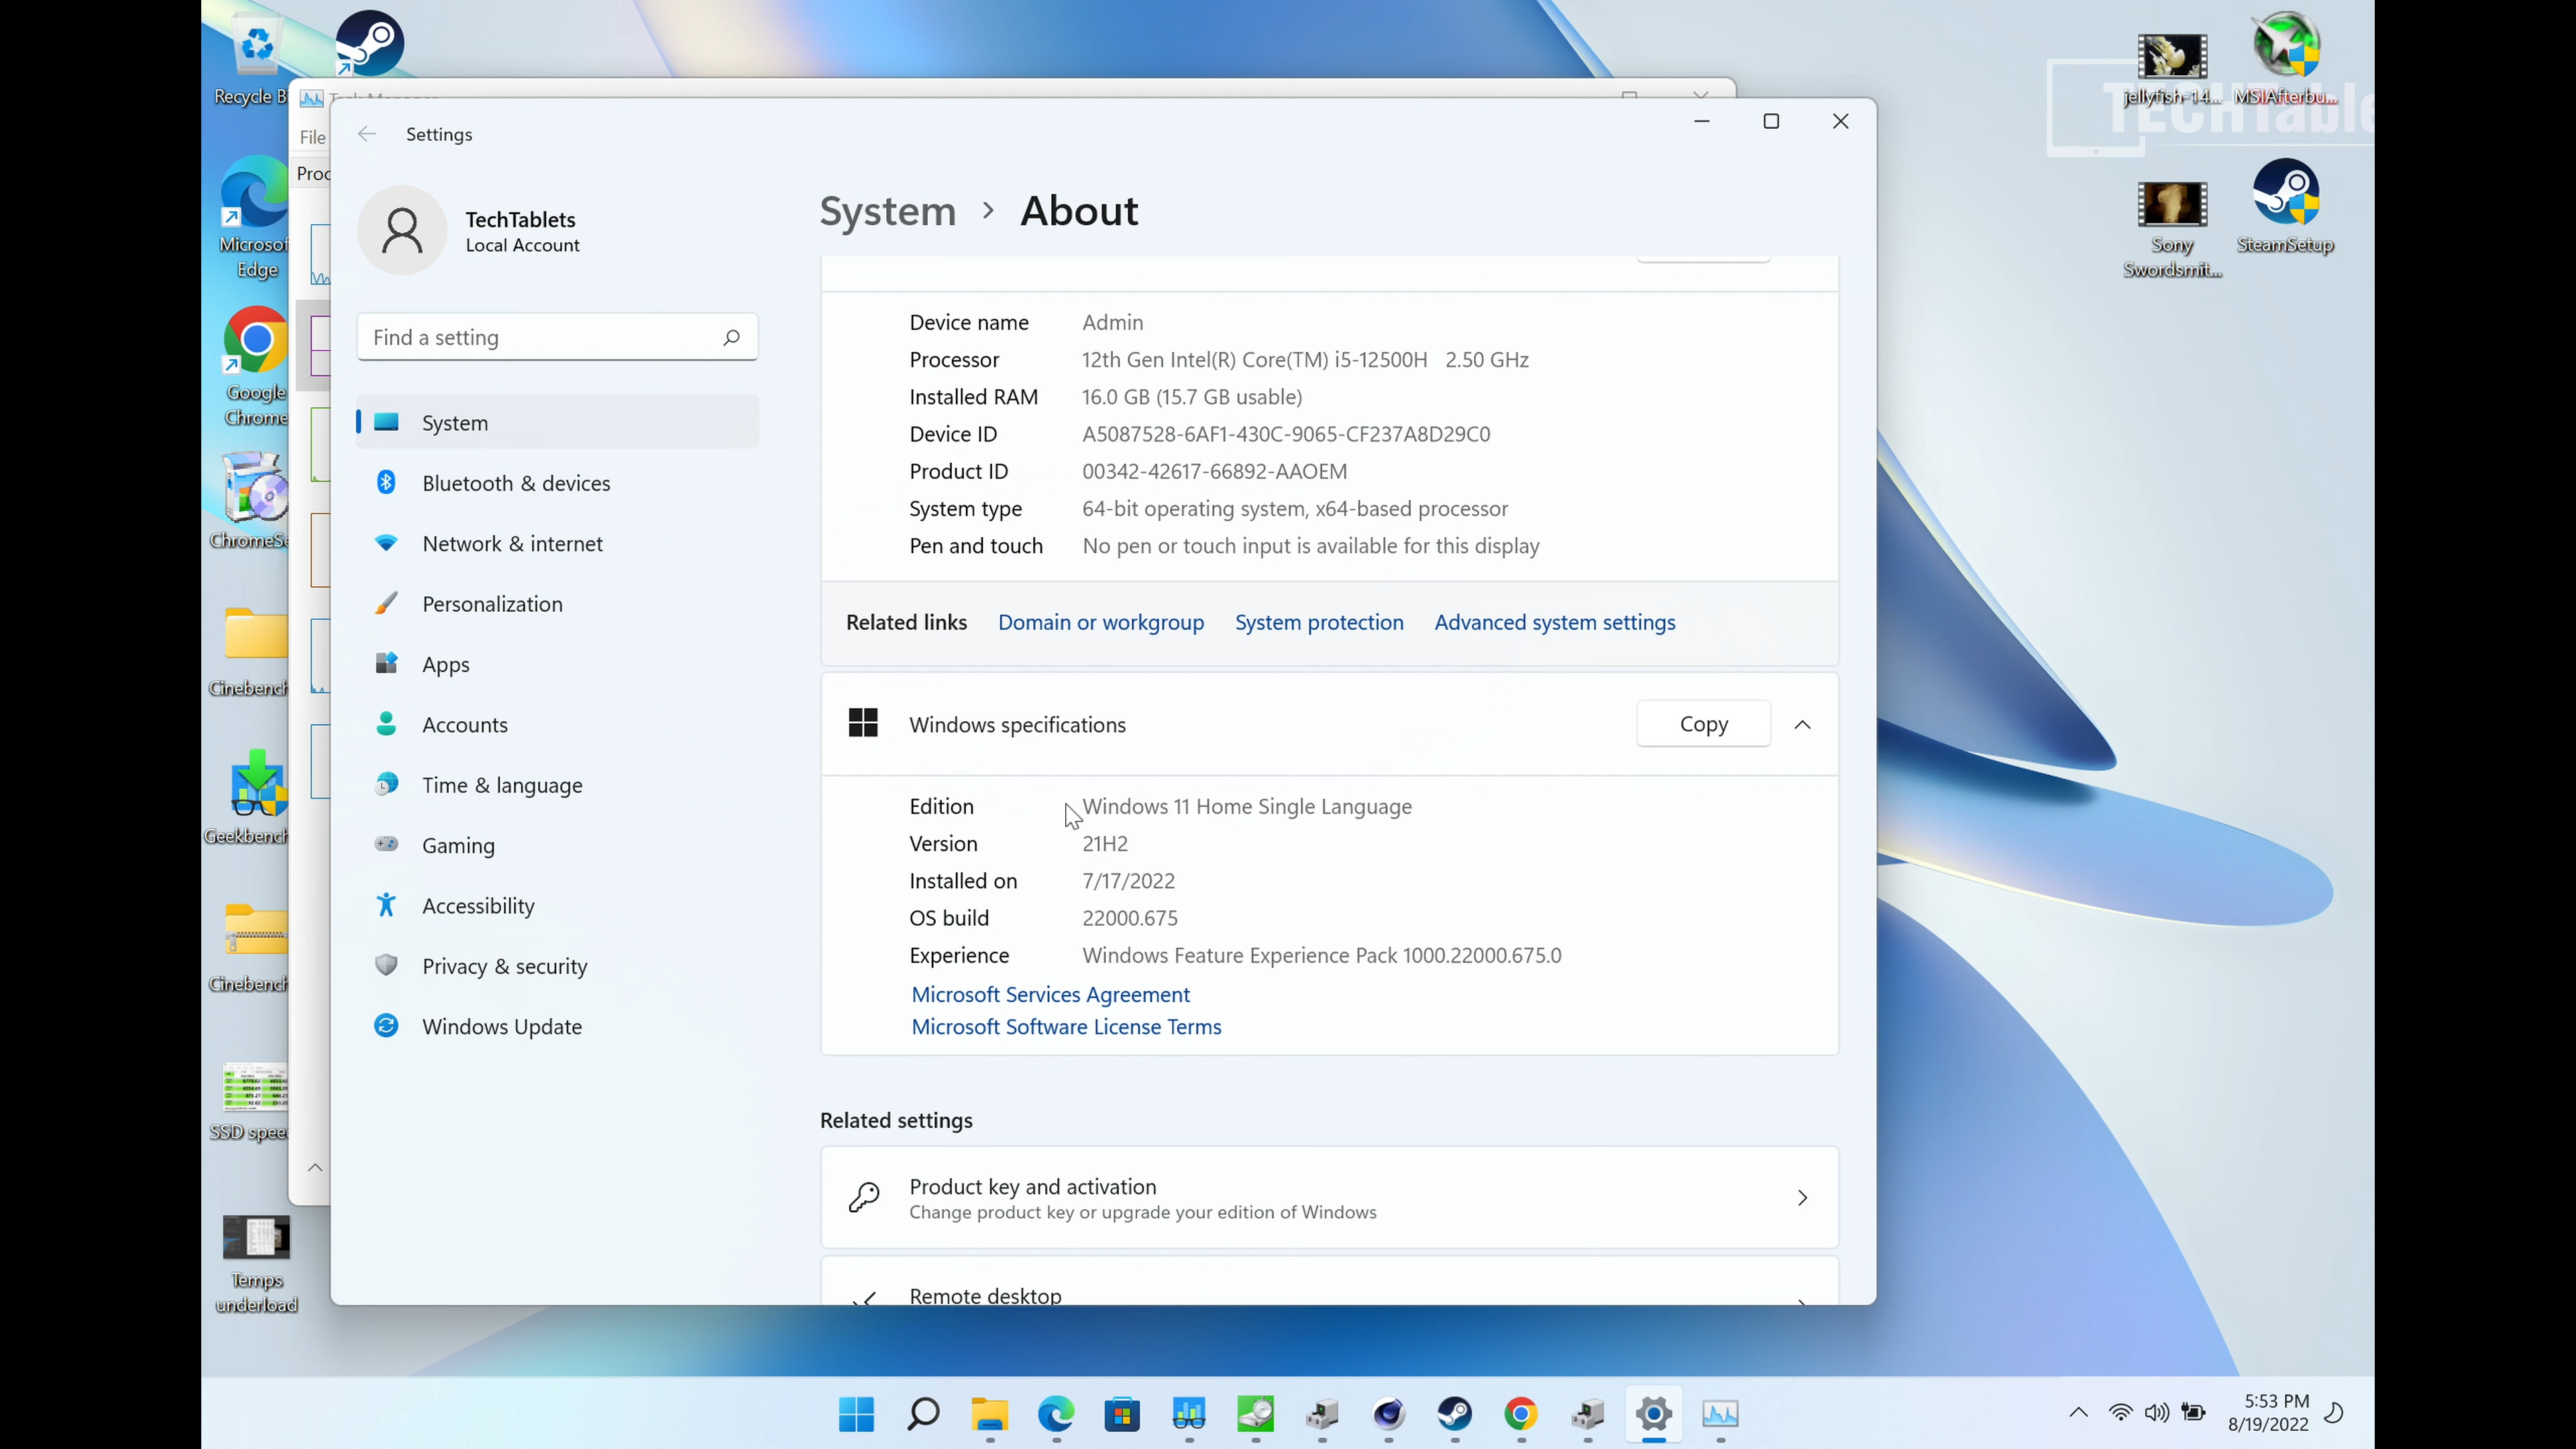 Recycle Bi
Microsof
Edge
Google
Chrome
ChromeSe
Cinebench
Geekbench
Cinebench
SSD spee
Temps
underload
jellyfish-14...
MSIAfterbu...
TECHTable
Sony
Swordsmit...
SteamSetup
Task Manager
File
Proc
Settings
TechTablets
Local Account
Find a setting
System
Bluetooth & devices
Network & internet
Personalization
Apps
Accounts
Time & language
Gaming
Accessibility
Privacy & security
Windows Update
System › About
Device name Admin
Processor 12th Gen Intel(R) Core(TM) i5-12500H 2.50 GHz
Installed RAM 16.0 GB (15.7 GB usable)
Device ID A5087528-6AF1-430C-9065-CF237A8D29C0
Product ID 00342-42617-66892-AAOEM
System type 64-bit operating system, x64-based processor
Pen and touch No pen or touch input is available for this display
Related links Domain or workgroup System protection Advanced system settings
Windows specifications Copy
Edition Windows 11 Home Single Language
Version 21H2
Installed on 7/17/2022
OS build 22000.675
Experience Windows Feature Experience Pack 1000.22000.675.0
Microsoft Services Agreement
Microsoft Software License Terms
Related settings
Product key and activation
Change product key or upgrade your edition of Windows
Remote desktop
5:53 PM
8/19/2022